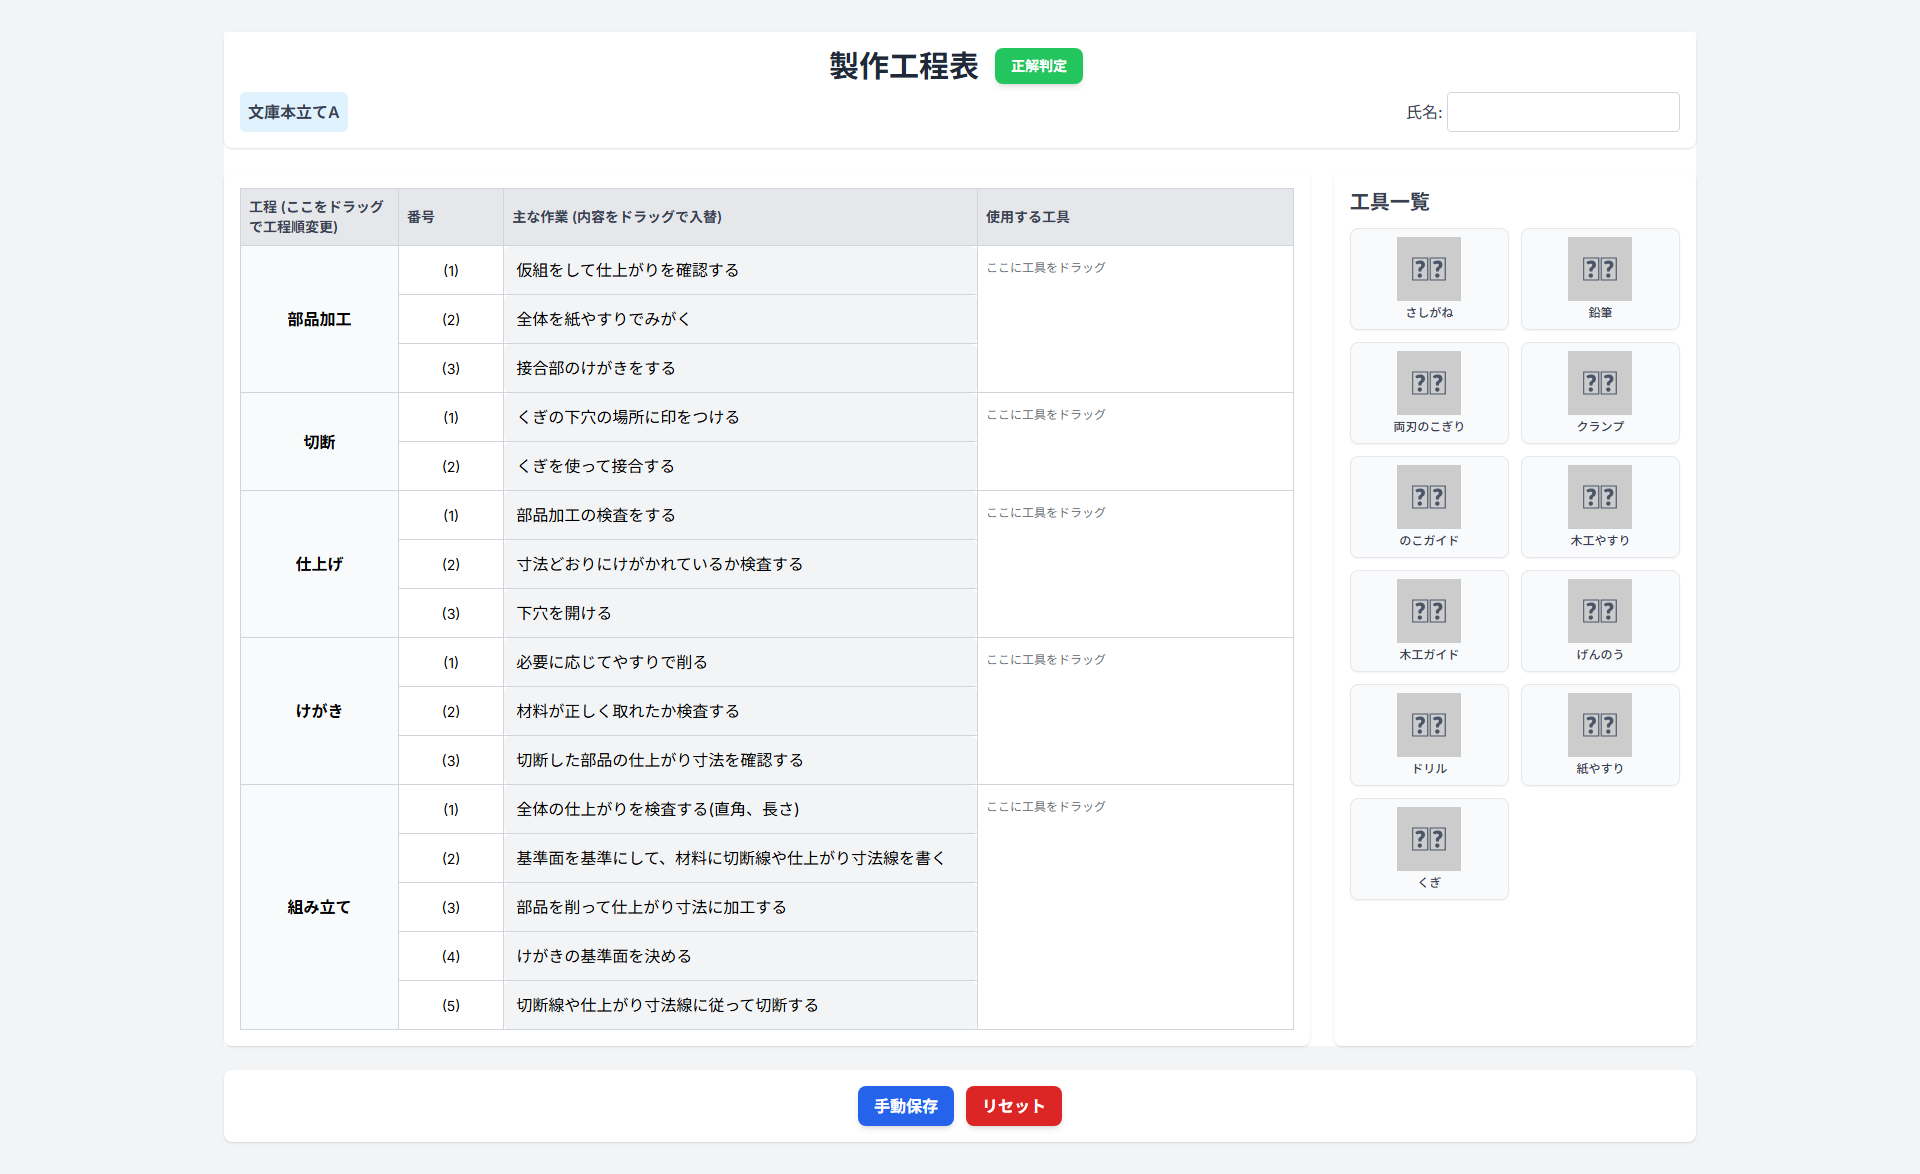 製作工程表
正解判定
文庫本立てA
氏名:
工程 (ここをドラッグ
で工程順変更)
番号
主な作業 (内容をドラッグで入替)
使用する工具
部品加工
(1)
仮組をして仕上がりを確認する
ここに工具をドラッグ
(2)
全体を紙やすりでみがく
(3)
接合部のけがきをする
切断
(1)
くぎの下穴の場所に印をつける
ここに工具をドラッグ
(2)
くぎを使って接合する
仕上げ
(1)
部品加工の検査をする
ここに工具をドラッグ
(2)
寸法どおりにけがかれているか検査する
(3)
下穴を開ける
けがき
(1)
必要に応じてやすりで削る
ここに工具をドラッグ
(2)
材料が正しく取れたか検査する
(3)
切断した部品の仕上がり寸法を確認する
組み立て
(1)
全体の仕上がりを検査する(直角、長さ)
ここに工具をドラッグ
(2)
基準面を基準にして、材料に切断線や仕上がり寸法線を書く
(3)
部品を削って仕上がり寸法に加工する
(4)
けがきの基準面を決める
(5)
切断線や仕上がり寸法線に従って切断する
工具一覧
さしがね
鉛筆
両刃のこぎり
クランプ
のこガイド
木工やすり
木工ガイド
げんのう
ドリル
紙やすり
くぎ
手動保存
リセット